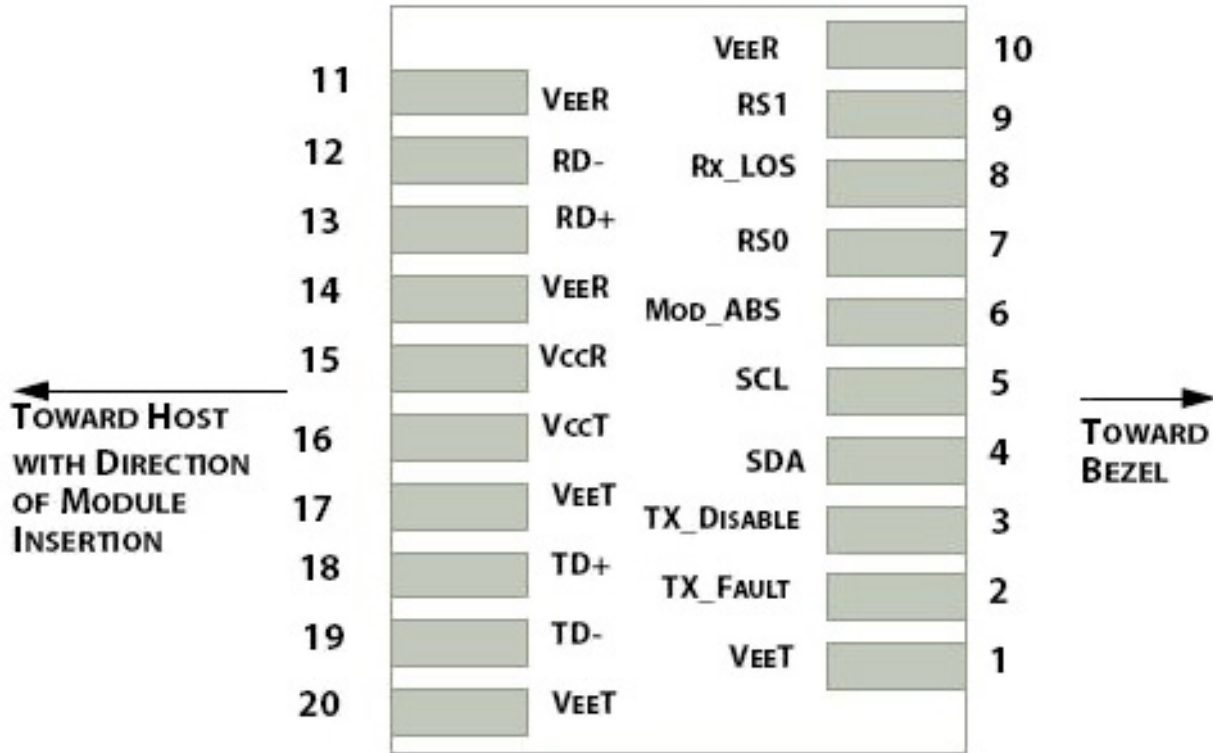 VEER 10
11 VEER
RS1 9
12 RD-
Rx_LOS 8
13 RD+
RS0 7
14 VEER
MOD_ABS 6
15 VCCR
SCL 5
TOWARD HOST
WITH DIRECTION
OF MODULE
INSERTION
TOWARD
BEZEL
16 VCCT
SDA 4
17 VEET
TX_DISABLE 3
18 TD+
TX_FAULT 2
19 TD-
VEET 1
20 VEET